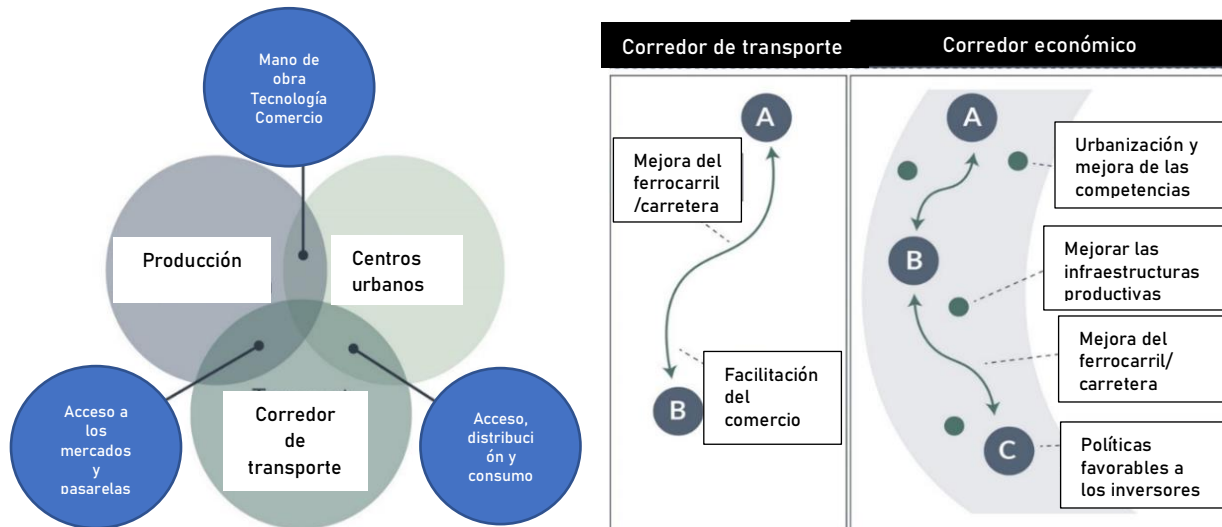 Mano de
obra
Tecnología
Comercio
Producción
Centros
urbanos
Corredor
de
transporte
Acceso a
los
mercados
y
pasarelas
Acceso,
distribuci
ón y
consumo
Corredor de transporte
A
Mejora del
ferrocarril
/carretera
Facilitación
del
comercio
B
Corredor económico
A
Urbanización y
mejora de las
competencias
B
Mejorar las
infraestructuras
productivas
Mejora del
ferrocarril/
carretera
C
Políticas
favorables a
los inversores